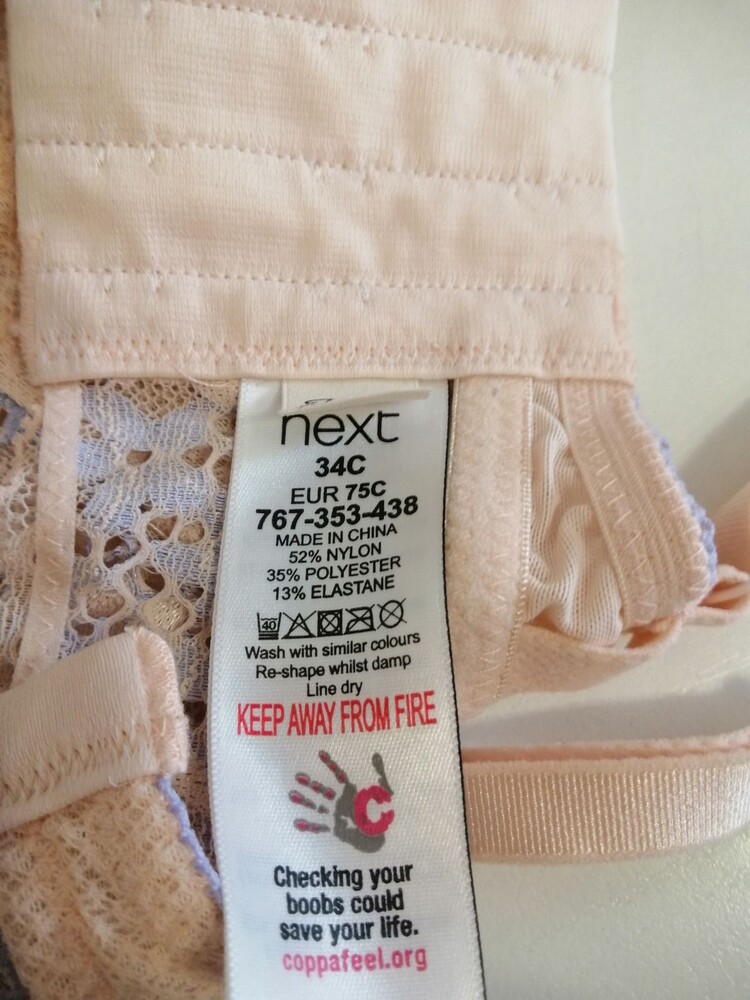 next
34C
EUR 75C
767-353-438
MADE IN CHINA
52% NYLON
35% POLYESTER
13% ELASTANE
40
Wash with similar colours
Re-shape whilst damp
Line dry
KEEP AWAY FROM FIRE
C
Checking your
boobs could
save your life.
coppafeel.org